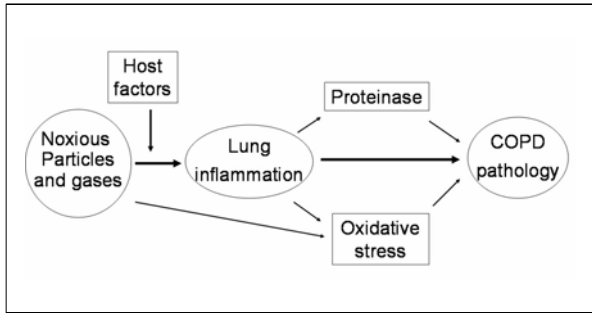 Host
factors
Noxious
Particles
and gases
Lung
inflammation
Proteinase
Oxidative
stress
COPD
pathology